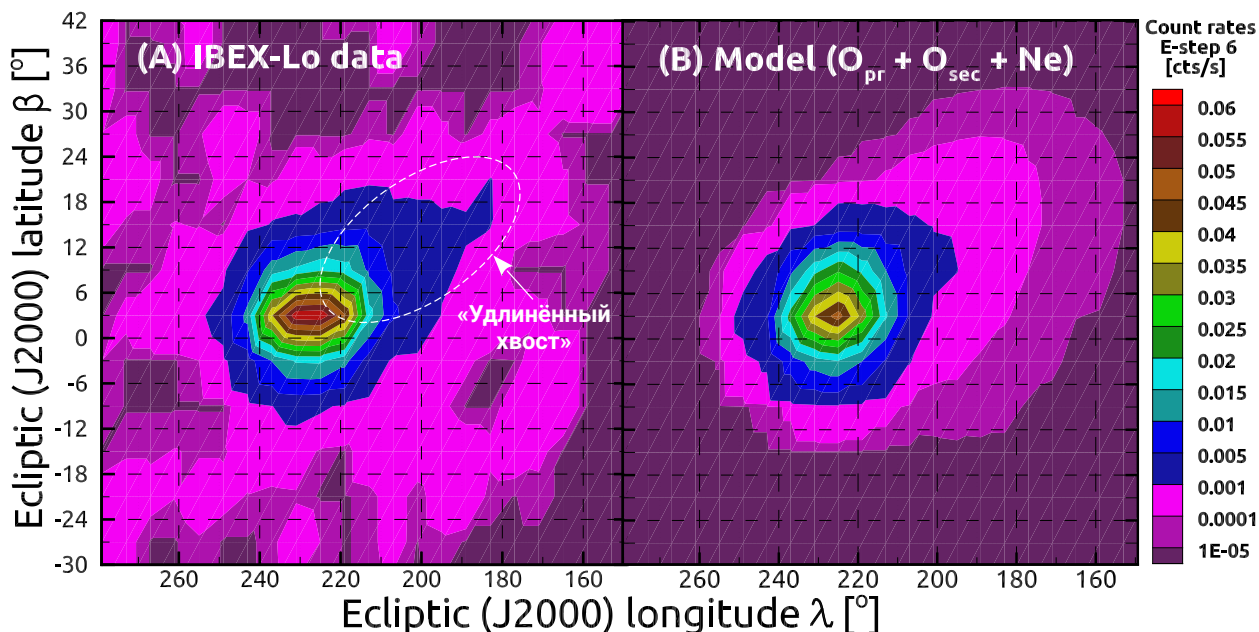 (A) IBEX-Lo data
(B) Model (O_pr + O_sec + Ne)
Count rates
E-step 6
[cts/s]
Ecliptic (J2000) latitude β [°]
42
36
30
24
18
12
6
0
-6
-12
-18
-24
-30
«Удлинённый
хвост»
0.06
0.055
0.05
0.045
0.04
0.035
0.03
0.025
0.02
0.015
0.01
0.005
0.001
0.0001
1E-05
260 240 220 200 180 160
260 240 220 200 180 160
Ecliptic (J2000) longitude λ [°]